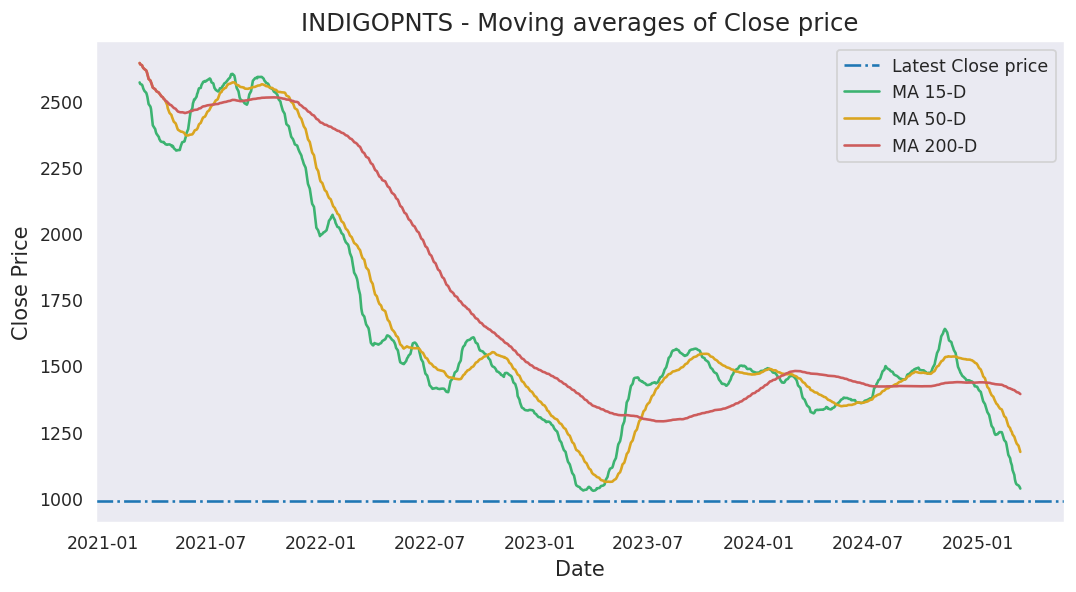 INDIGOPNTS - Moving averages of Close price
Latest Close price
MA 15-D
MA 50-D
MA 200-D
Close Price
2500
2250
2000
1750
1500
1250
1000
2021-01 2021-07 2022-01 2022-07 2023-01 2023-07 2024-01 2024-07 2025-01
Date